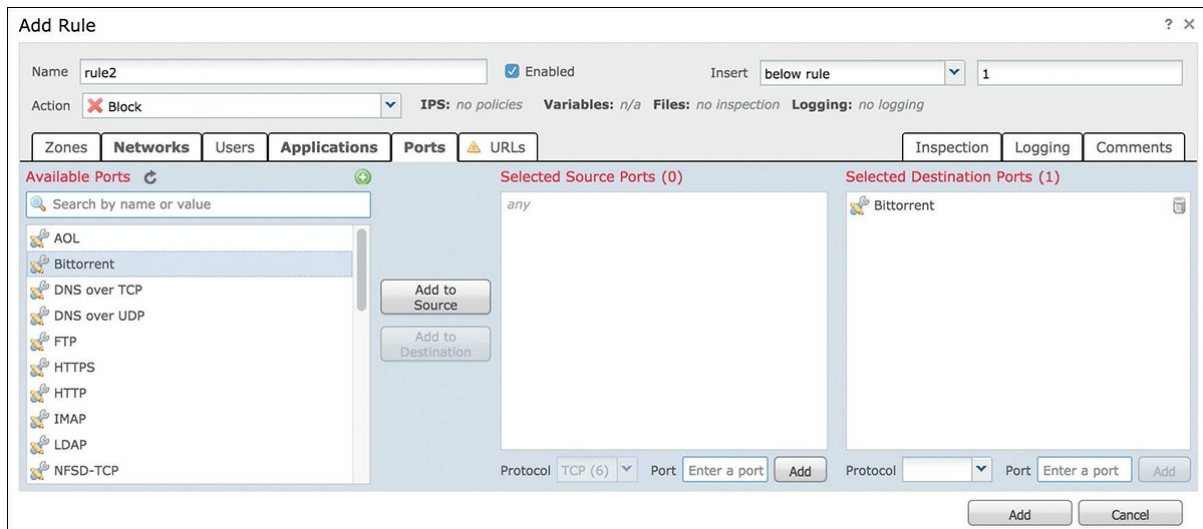 Add Rule
? ×
Name rule2 Enabled Insert below rule 1
Action Block IPS: no policies Variables: n/a Files: no inspection Logging: no logging
Zones Networks Users Applications Ports URLs Inspection Logging Comments
Available Ports Selected Source Ports (0) Selected Destination Ports (1)
Search by name or value any Bittorrent
AOL
Bittorrent
DNS over TCP
DNS over UDP
FTP
HTTPS
HTTP
IMAP
LDAP
NFSD-TCP
Add to
Source
Add to
Destination
Protocol TCP (6) Port Enter a port Add Protocol Port Enter a port Add
Add Cancel